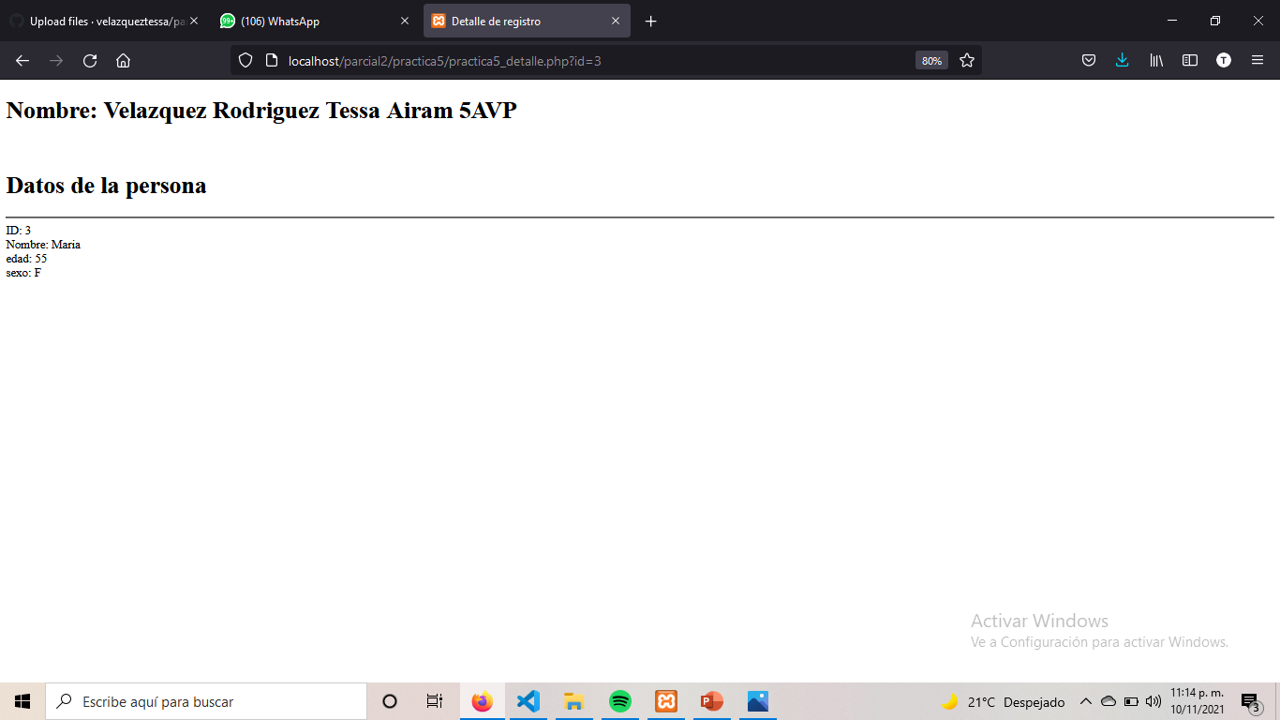 Upload files · velazqueztessa/pa
99+ (106) WhatsApp
Detalle de registro
localhost/parcial2/practica5/practica5_detalle.php?id=3
80%
T
Nombre: Velazquez Rodriguez Tessa Airam 5AVP
Datos de la persona
ID: 3
Nombre: Maria
edad: 55
sexo: F
Activar Windows
Ve a Configuración para activar Windows.
Escribe aquí para buscar
21°C Despejado
11:14 p. m.
10/11/2021
3